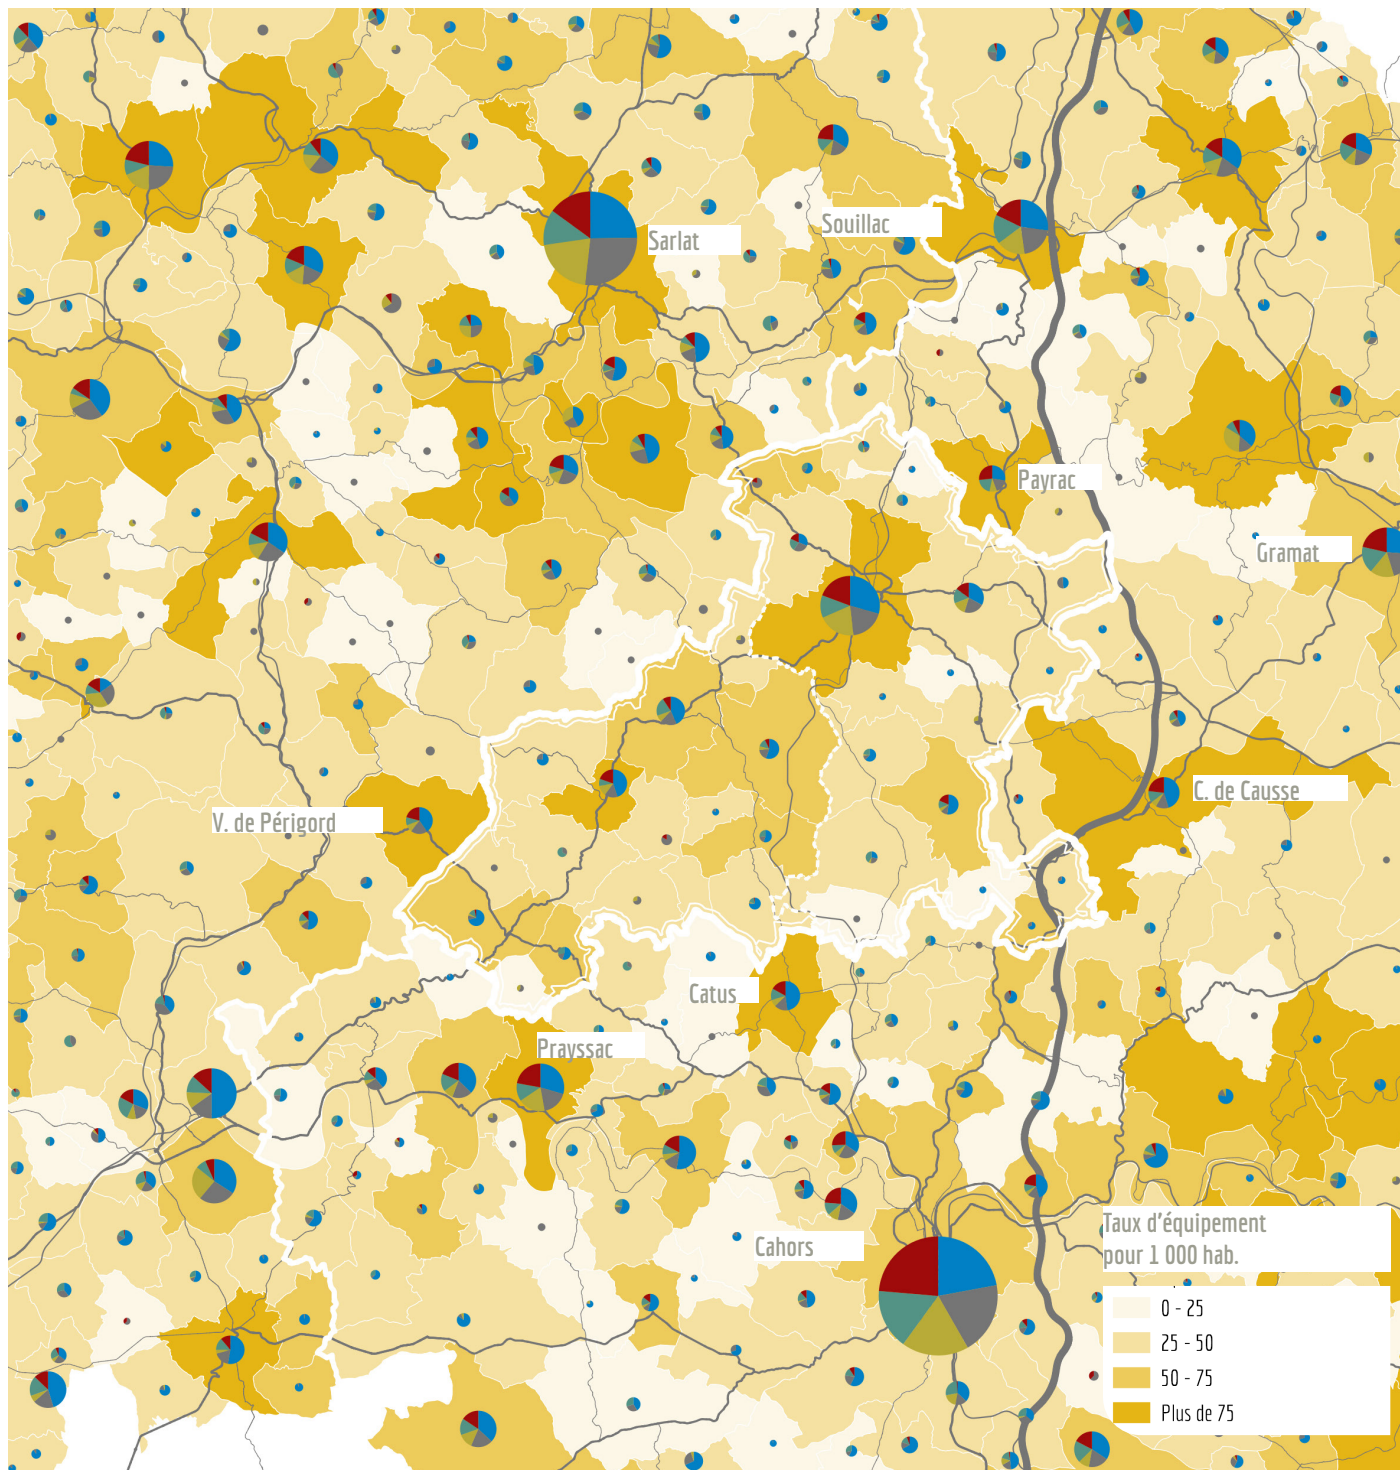 Souillac
Sarlat
Payrac
Gramat
C. de Causse
V. de Périgord
Catus
Prayssac
Cahors
Taux d'équipement
pour 1 000 hab.
0 - 25
25 - 50
50 - 75
Plus de 75